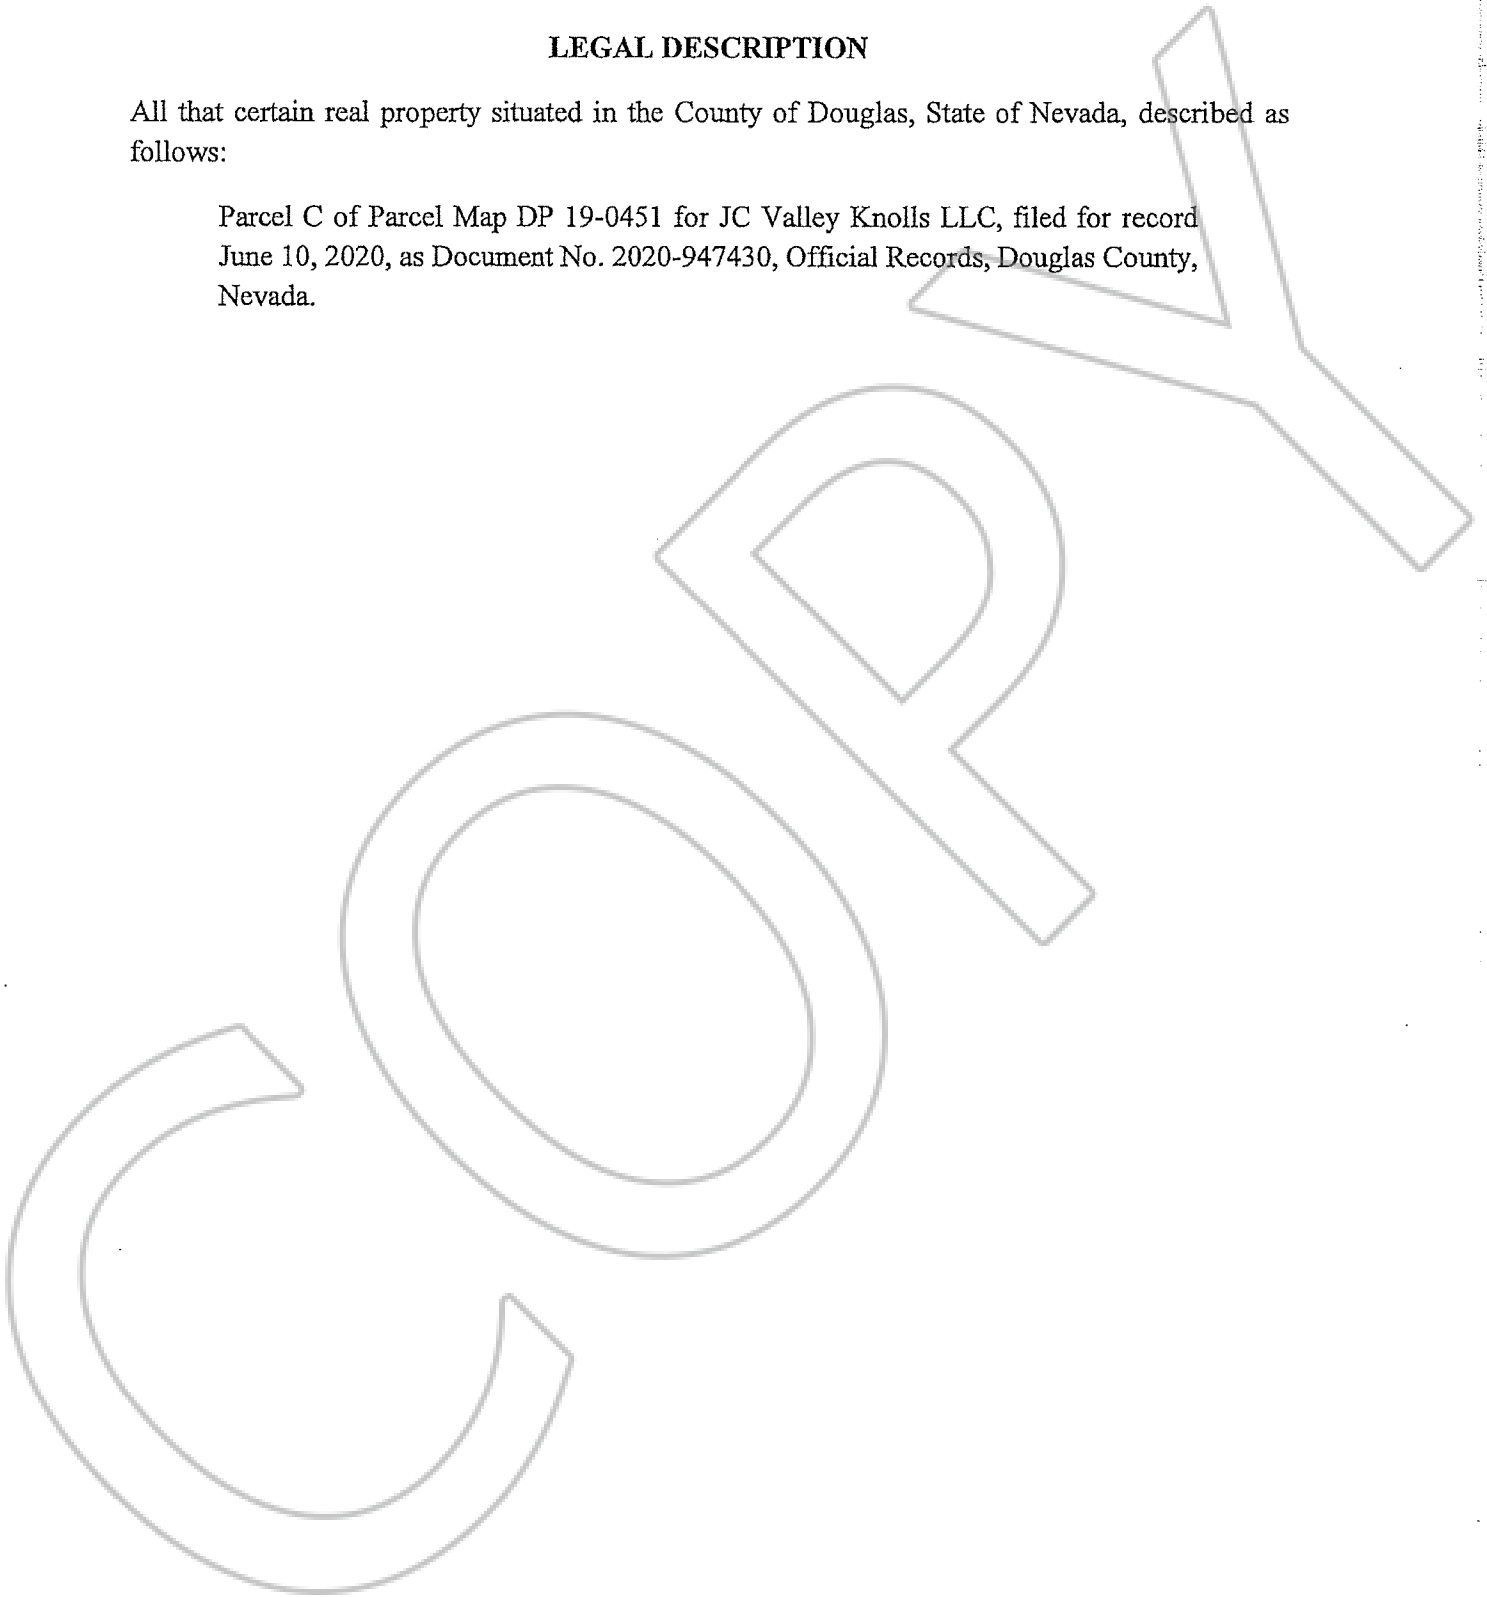 LEGAL DESCRIPTION
All that certain real property situated in the County of Douglas, State of Nevada, described as
follows:
Parcel C of Parcel Map DP 19-0451 for JC Valley Knolls LLC, filed for record
June 10, 2020, as Document No. 2020-947430, Official Records, Douglas County,
Nevada.
COPY